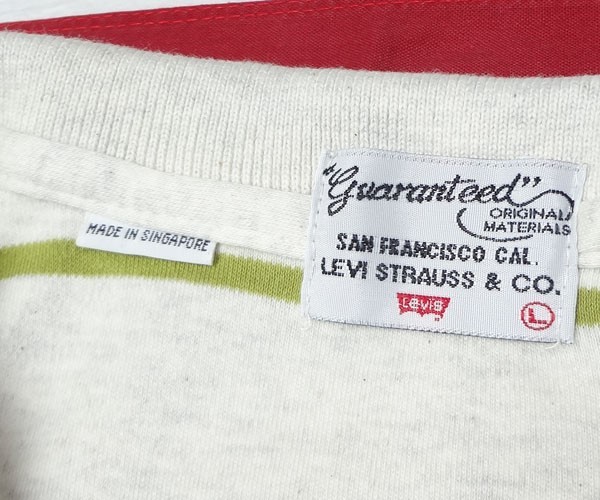 MADE IN SINGAPORE
"Guaranteed"
ORIGINAL
MATERIALS
SAN FRANCISCO CAL.
LEVI STRAUSS & CO.
LEVI'S
L